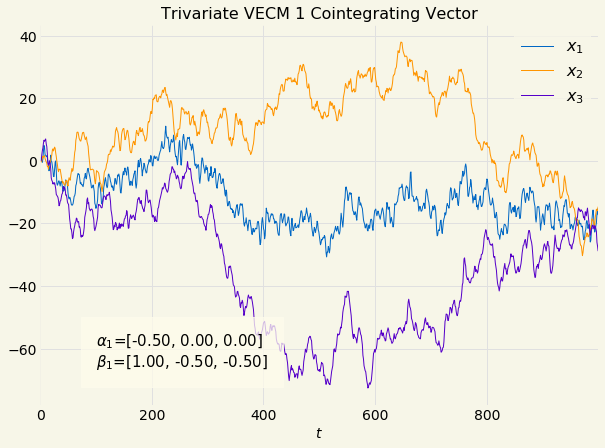 Trivariate VECM 1 Cointegrating Vector
40
20
0
−20
−40
−60
x₁
x₂
x₃
α₁=[-0.50, 0.00, 0.00]
β₁=[1.00, -0.50, -0.50]
0 200 400 600 800
t